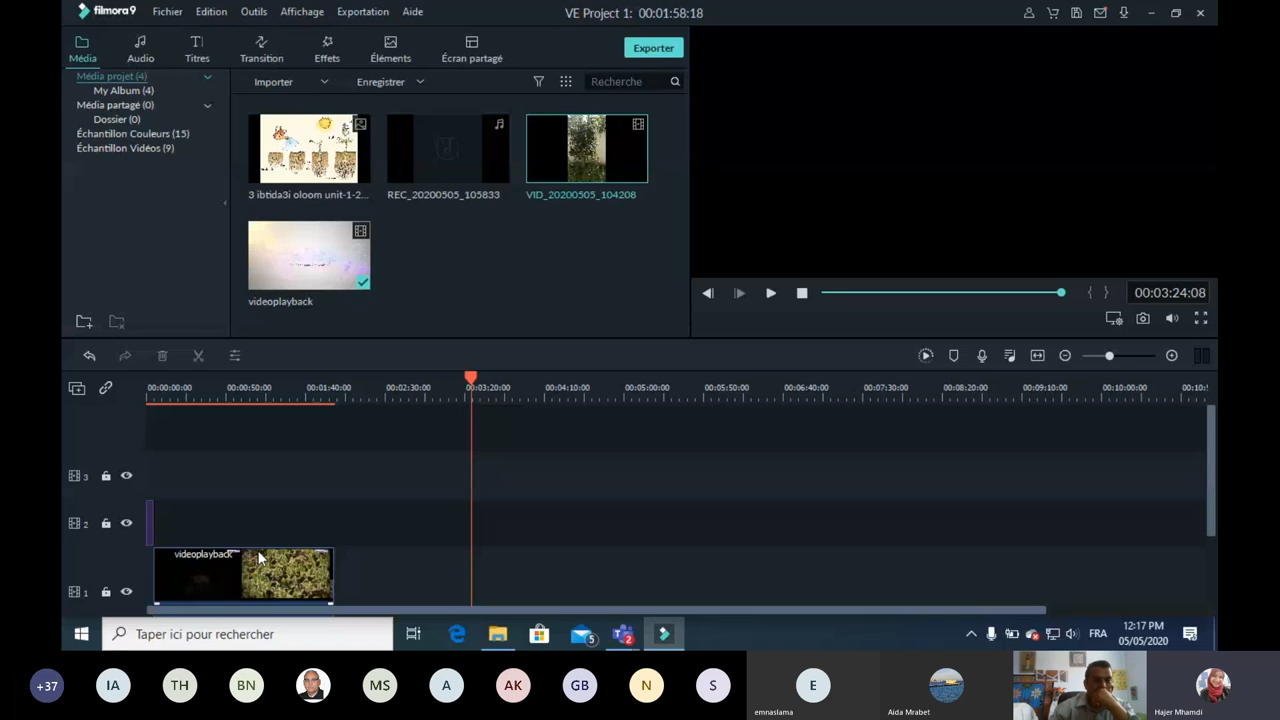 filmora9 Fichier Edition Outils Affichage Exportation Aide VE Project 1: 00:01:58:18
Média Audio Titres Transition Effets Éléments Écran partagé Exporter
Média projet (4)
My Album (4)
Média partagé (0)
Dossier (0)
Échantillon Couleurs (15)
Échantillon Vidéos (9)
Importer Enregistrer Recherche
3 ibtida3i oloom unit-1-2... REC_20200505_105833 VID_20200505_104208
videoplayback
00:03:24:08
00:00:00:00 00:00:50:00 00:01:40:00 00:02:30:00 00:03:20:00 00:04:10:00 00:05:00:00 00:05:50:00 00:06:40:00 00:07:30:00 00:08:20:00 00:09:10:00 00:10:00:00 00:10:
3
2
videoplayback
1
Taper ici pour rechercher 5 2 FRA 12:17 PM
05/05/2020
+37 IA TH BN MS A AK GB N S E
emnaslama Aida Mrabet Hajer Mhamdi